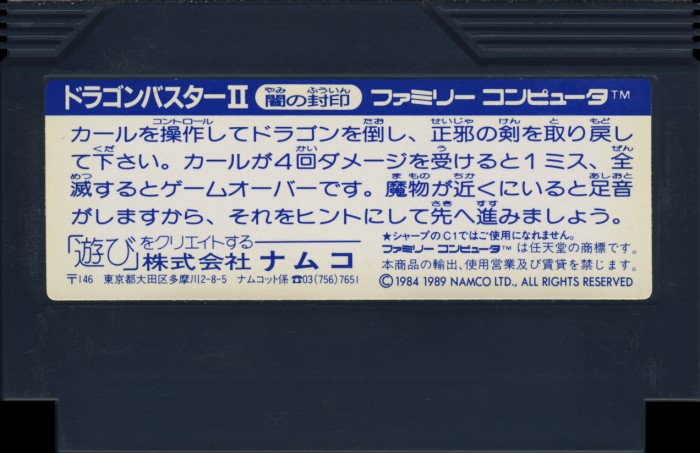 ドラゴンバスターII 闇の封印 ファミリー コンピュータ™
カールを操作してドラゴンを倒し、正邪の剣を取り戻し
て下さい。カールが4回ダメージを受けると1ミス、全
滅するとゲームオーバーです。魔物が近くにいると足音
がしますから、それをヒントにして先へ進みましょう。
「遊び」をクリエイトする
株式会社 ナムコ
〒146 東京都大田区多摩川2-8-5 ナムコット係 ☎03(756)7651
★シャープのC1ではご使用になれません。
ファミリー コンピュータ™ は任天堂の商標です。
本商品の輸出、使用営業及び賃貸を禁じます。
©1984 1989 NAMCO LTD., ALL RIGHTS RESERVED